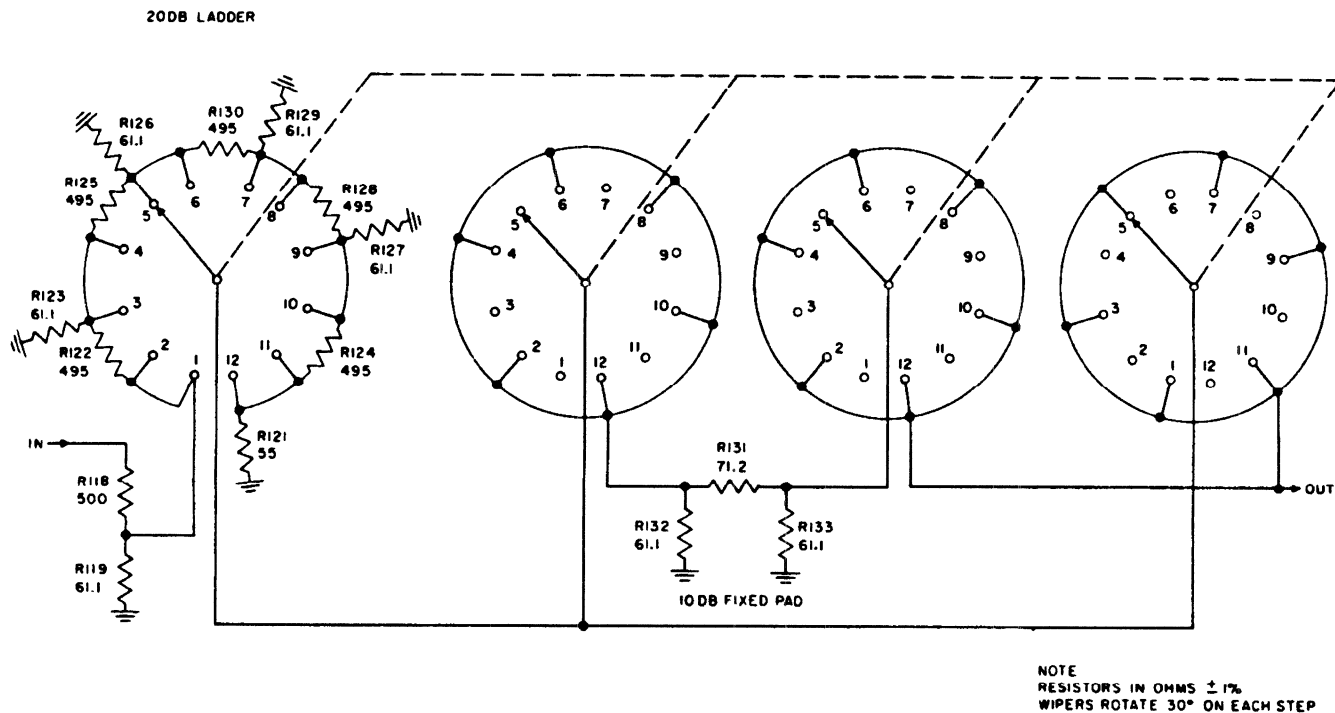 20DB LADDER
R130
495
R129
61.1
R126
61.1
R125
495
R128
495
R127
61.1
R123
61.1
R122
495
R124
495
R121
55
1
2
3
4
5
6
7
8
9
10
11
12
1
2
3
4
5
6
7
8
9
10
11
12
1
2
3
4
5
6
7
8
9
10
11
12
1
2
3
4
5
6
7
8
9
10
11
12
IN
R118
500
R119
61.1
R131
71.2
R132
61.1
R133
61.1
10DB FIXED PAD
OUT
NOTE
RESISTORS IN OHMS ±1%
WIPERS ROTATE 30° ON EACH STEP